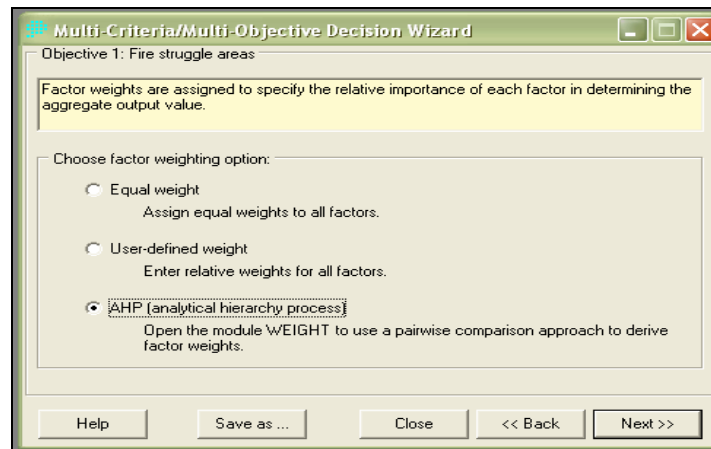 Multi-Criteria/Multi-Objective Decision Wizard
Objective 1: Fire struggle areas
Factor weights are assigned to specify the relative importance of each factor in determining the
aggregate output value.
Choose factor weighting option:
Equal weight
Assign equal weights to all factors.
User-defined weight
Enter relative weights for all factors.
AHP (analytical hierarchy process)
Open the module WEIGHT to use a pairwise comparison approach to derive
factor weights.
Help Save as ... Close << Back Next >>